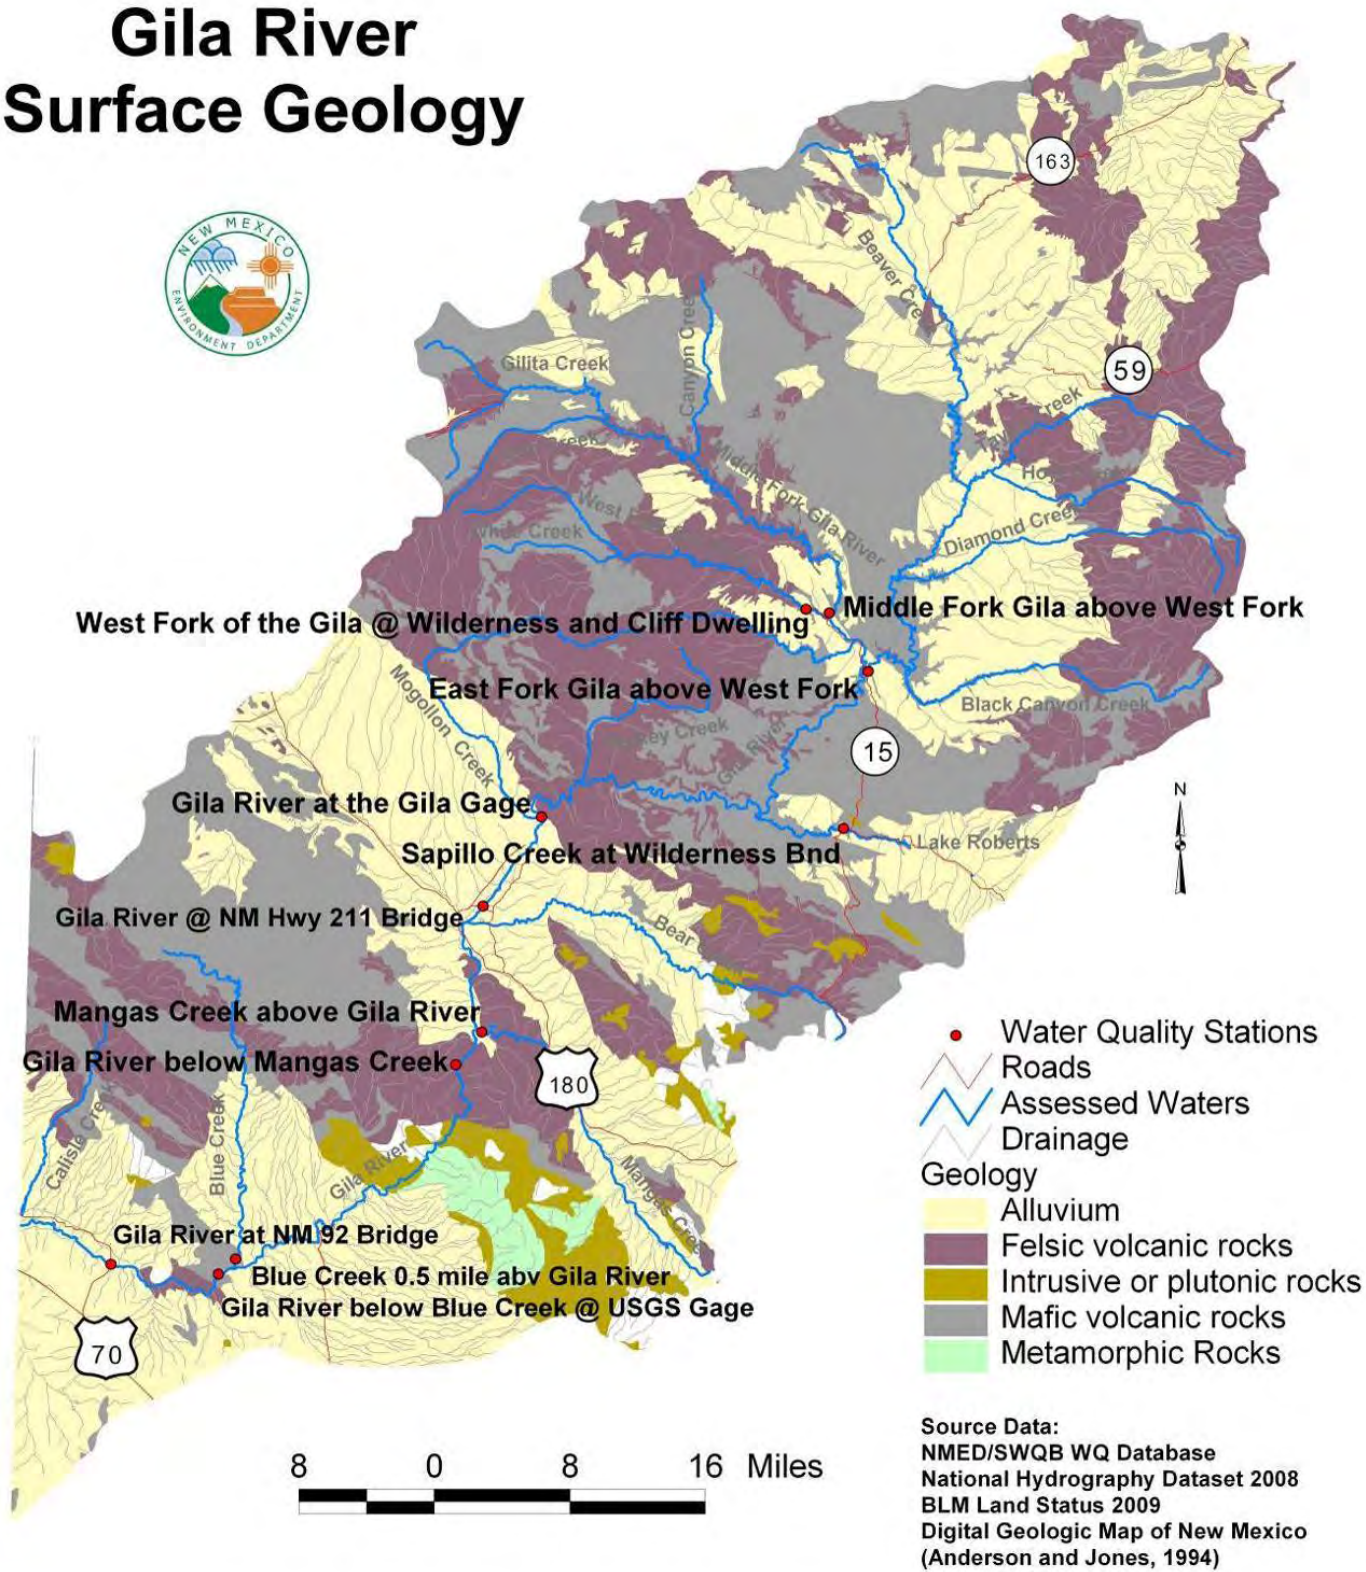 Gila River
Surface Geology
NEW MEXICO
ENVIRONMENT DEPARTMENT
163
Beaver Cree
59
Canyon Cree
Gilita Creek
Creek
reek
Middle Fork Gila River
West
Creek
Diamond Creek
West Fork of the Gila @ Wilderness and Cliff Dwelling
Middle Fork Gila above West Fork
East Fork Gila above West Fork
Mogollon Creek
Black Canyon Creek
Creek
Gila River
15
N
Gila River at the Gila Gage
Sapillo Creek at Wilderness Bnd
Lake Roberts
Gila River @ NM Hwy 211 Bridge
Bear
Mangas Creek above Gila River
Gila River below Mangas Creek
180
Calisle Creek
Blue Creek
Gila River
Mangas Cree
Gila River at NM 92 Bridge
Blue Creek 0.5 mile abv Gila River
Gila River below Blue Creek @ USGS Gage
70
Water Quality Stations
Roads
Assessed Waters
Drainage
Geology
Alluvium
Felsic volcanic rocks
Intrusive or plutonic rocks
Mafic volcanic rocks
Metamorphic Rocks
8 0 8 16 Miles
Source Data:
NMED/SWQB WQ Database
National Hydrography Dataset 2008
BLM Land Status 2009
Digital Geologic Map of New Mexico
(Anderson and Jones, 1994)